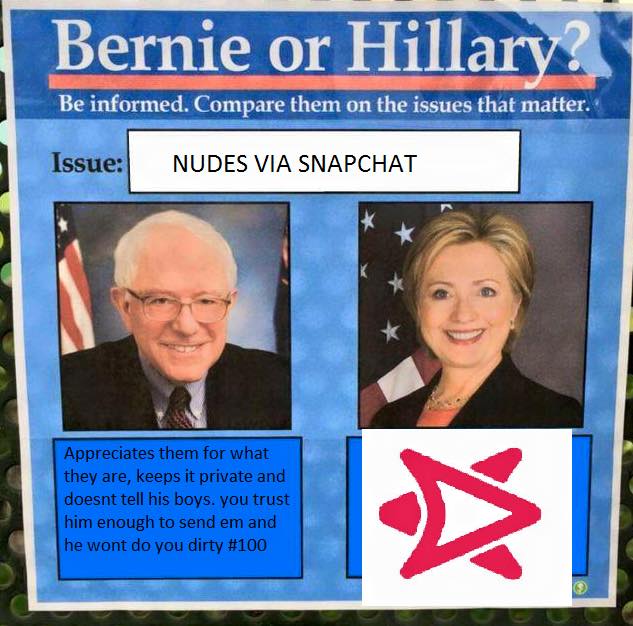 Bernie or Hillary?
Be informed. Compare them on the issues that matter.
Issue:
NUDES VIA SNAPCHAT
Appreciates them for what
they are, keeps it private and
doesnt tell his boys. you trust
him enough to send em and
he wont do you dirty #100